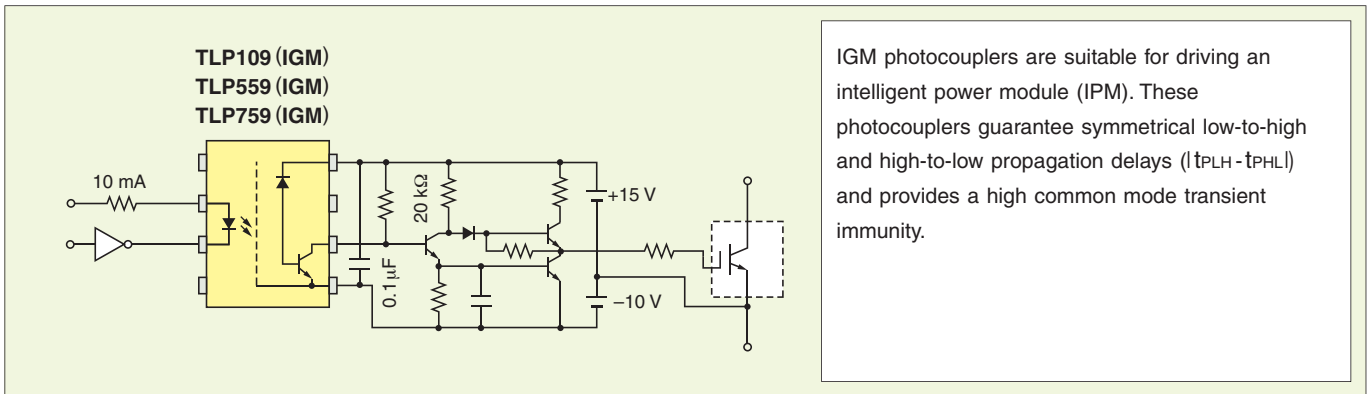 TLP109 (IGM)
TLP559 (IGM)
TLP759 (IGM)
10 mA
20 kΩ
0.1 μF
+15 V
–10 V
IGM photocouplers are suitable for driving an
intelligent power module (IPM). These
photocouplers guarantee symmetrical low-to-high
and high-to-low propagation delays (|tPLH-tPHL|)
and provides a high common mode transient
immunity.